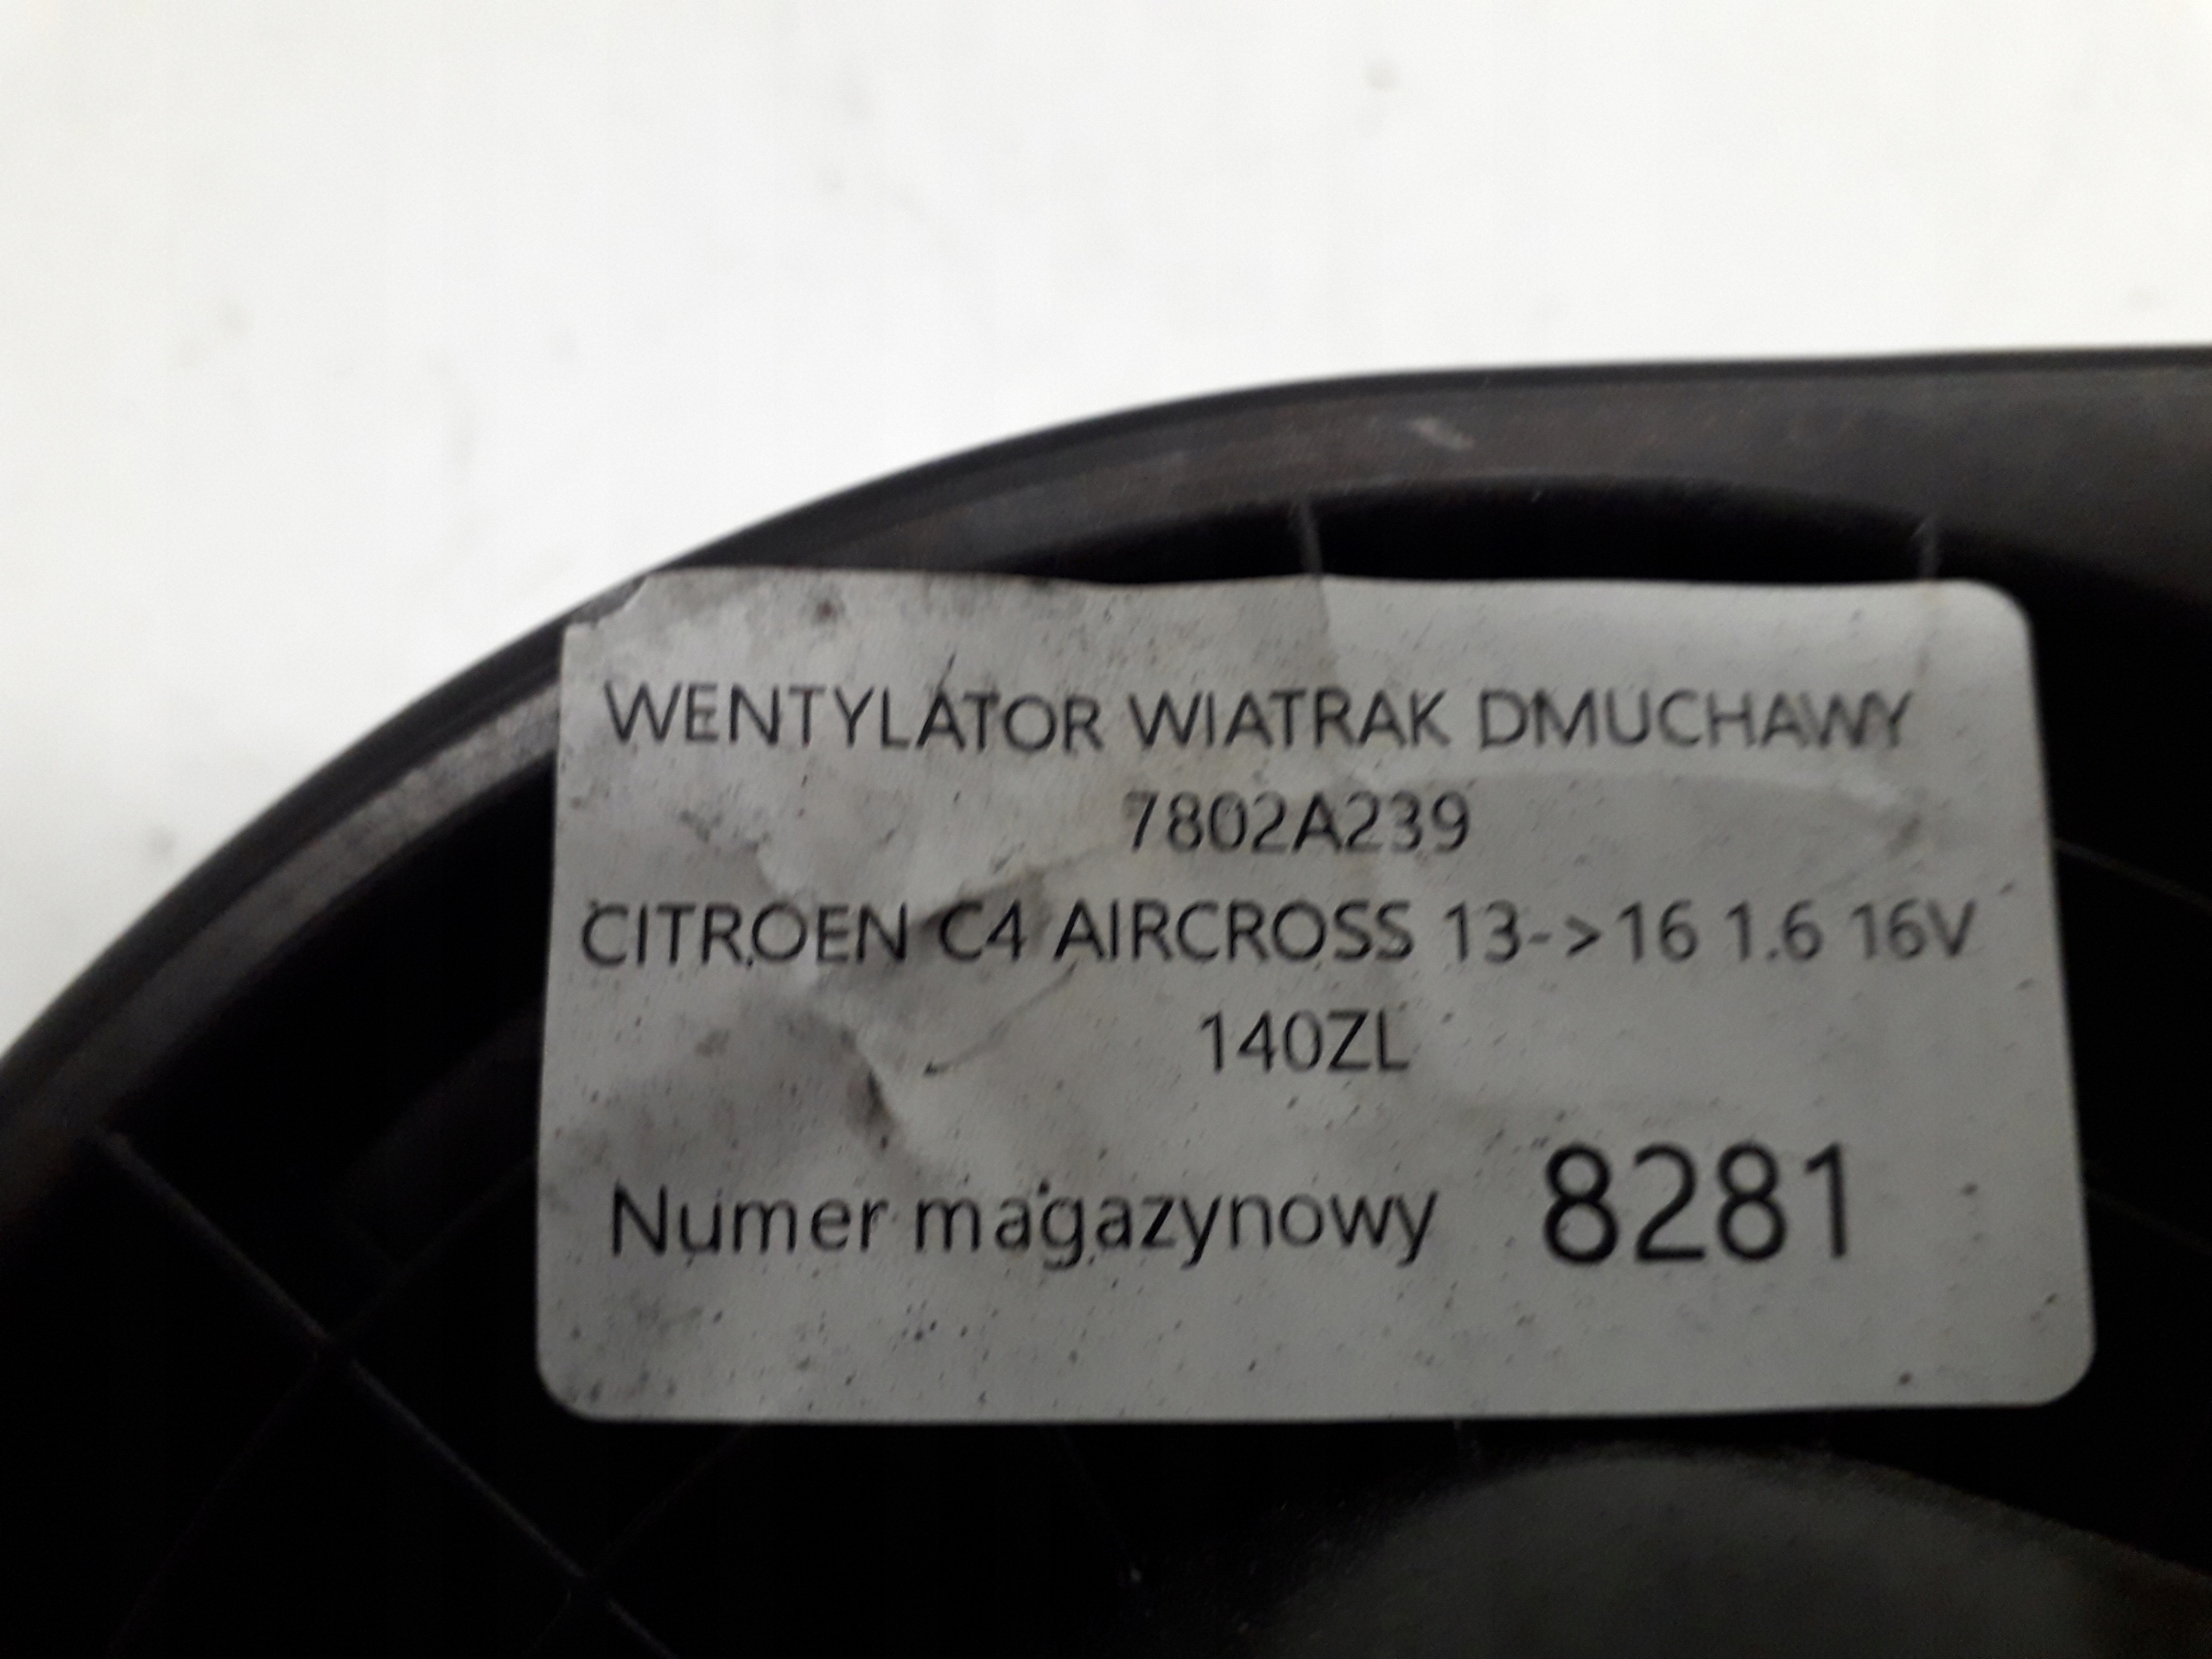 WENTYLATOR WIATRAK DMUCHAWY
7802A239
CITROEN C4 AIRCROSS 13->16 1.6 16V
140ZL
Numer magazynowy 8281